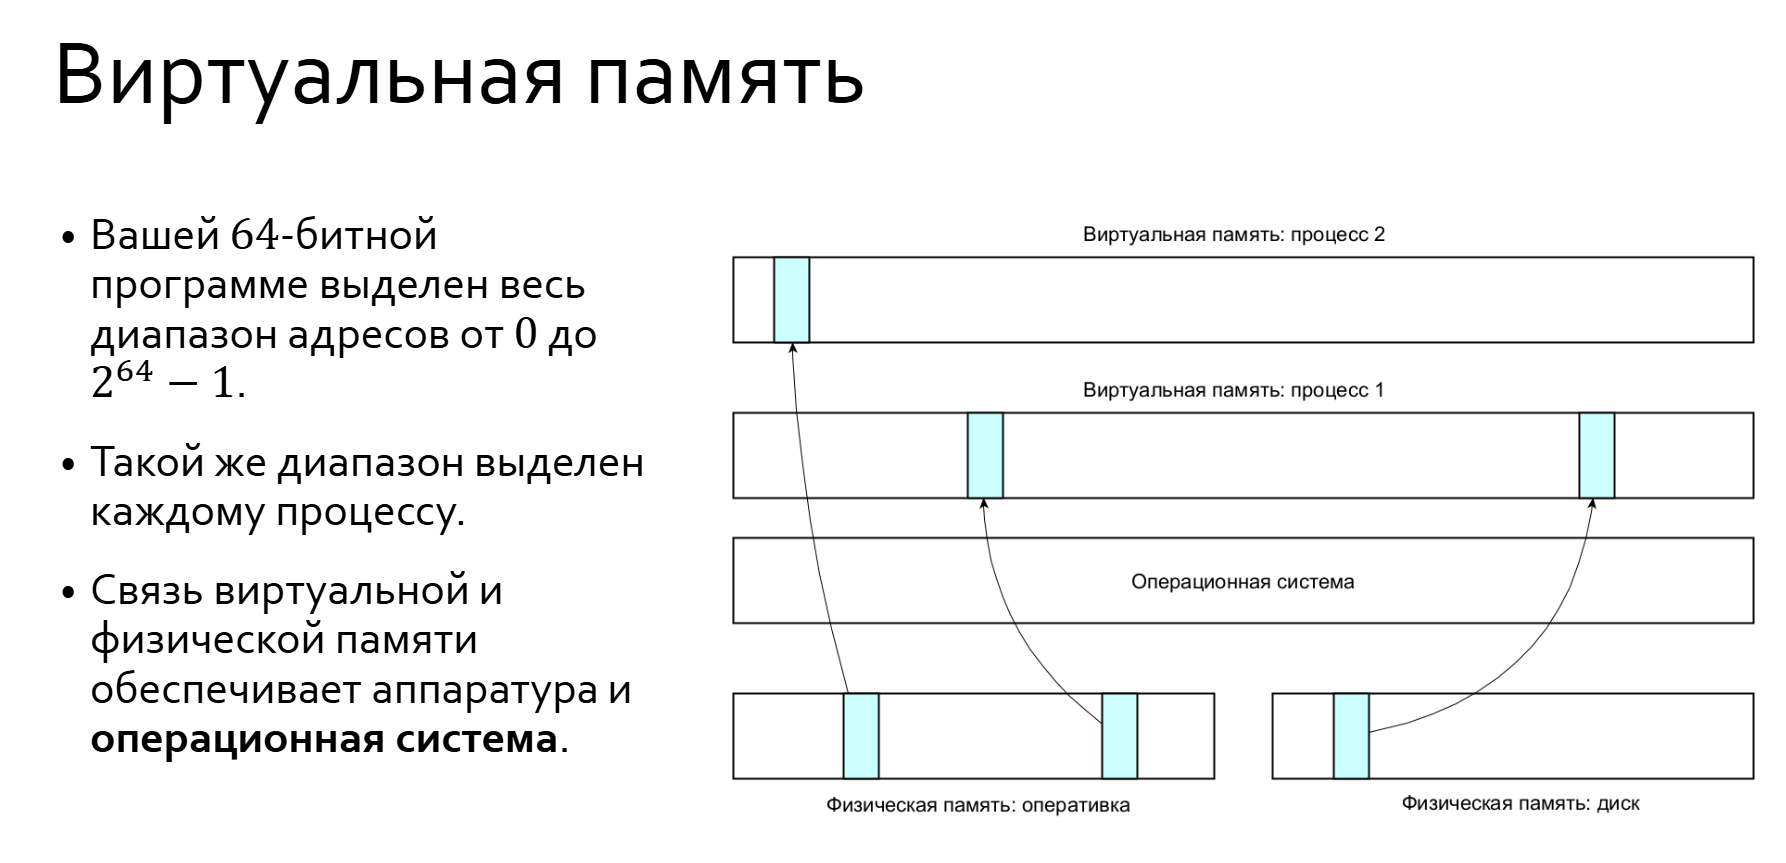 Виртуальная память
• Вашей 64-битной
программе выделен весь
диапазон адресов от 0 до
2⁶⁴ − 1.
• Такой же диапазон выделен
каждому процессу.
• Связь виртуальной и
физической памяти
обеспечивает аппаратура и
операционная система.
Виртуальная память: процесс 2
Виртуальная память: процесс 1
Операционная система
Физическая память: оперативка
Физическая память: диск